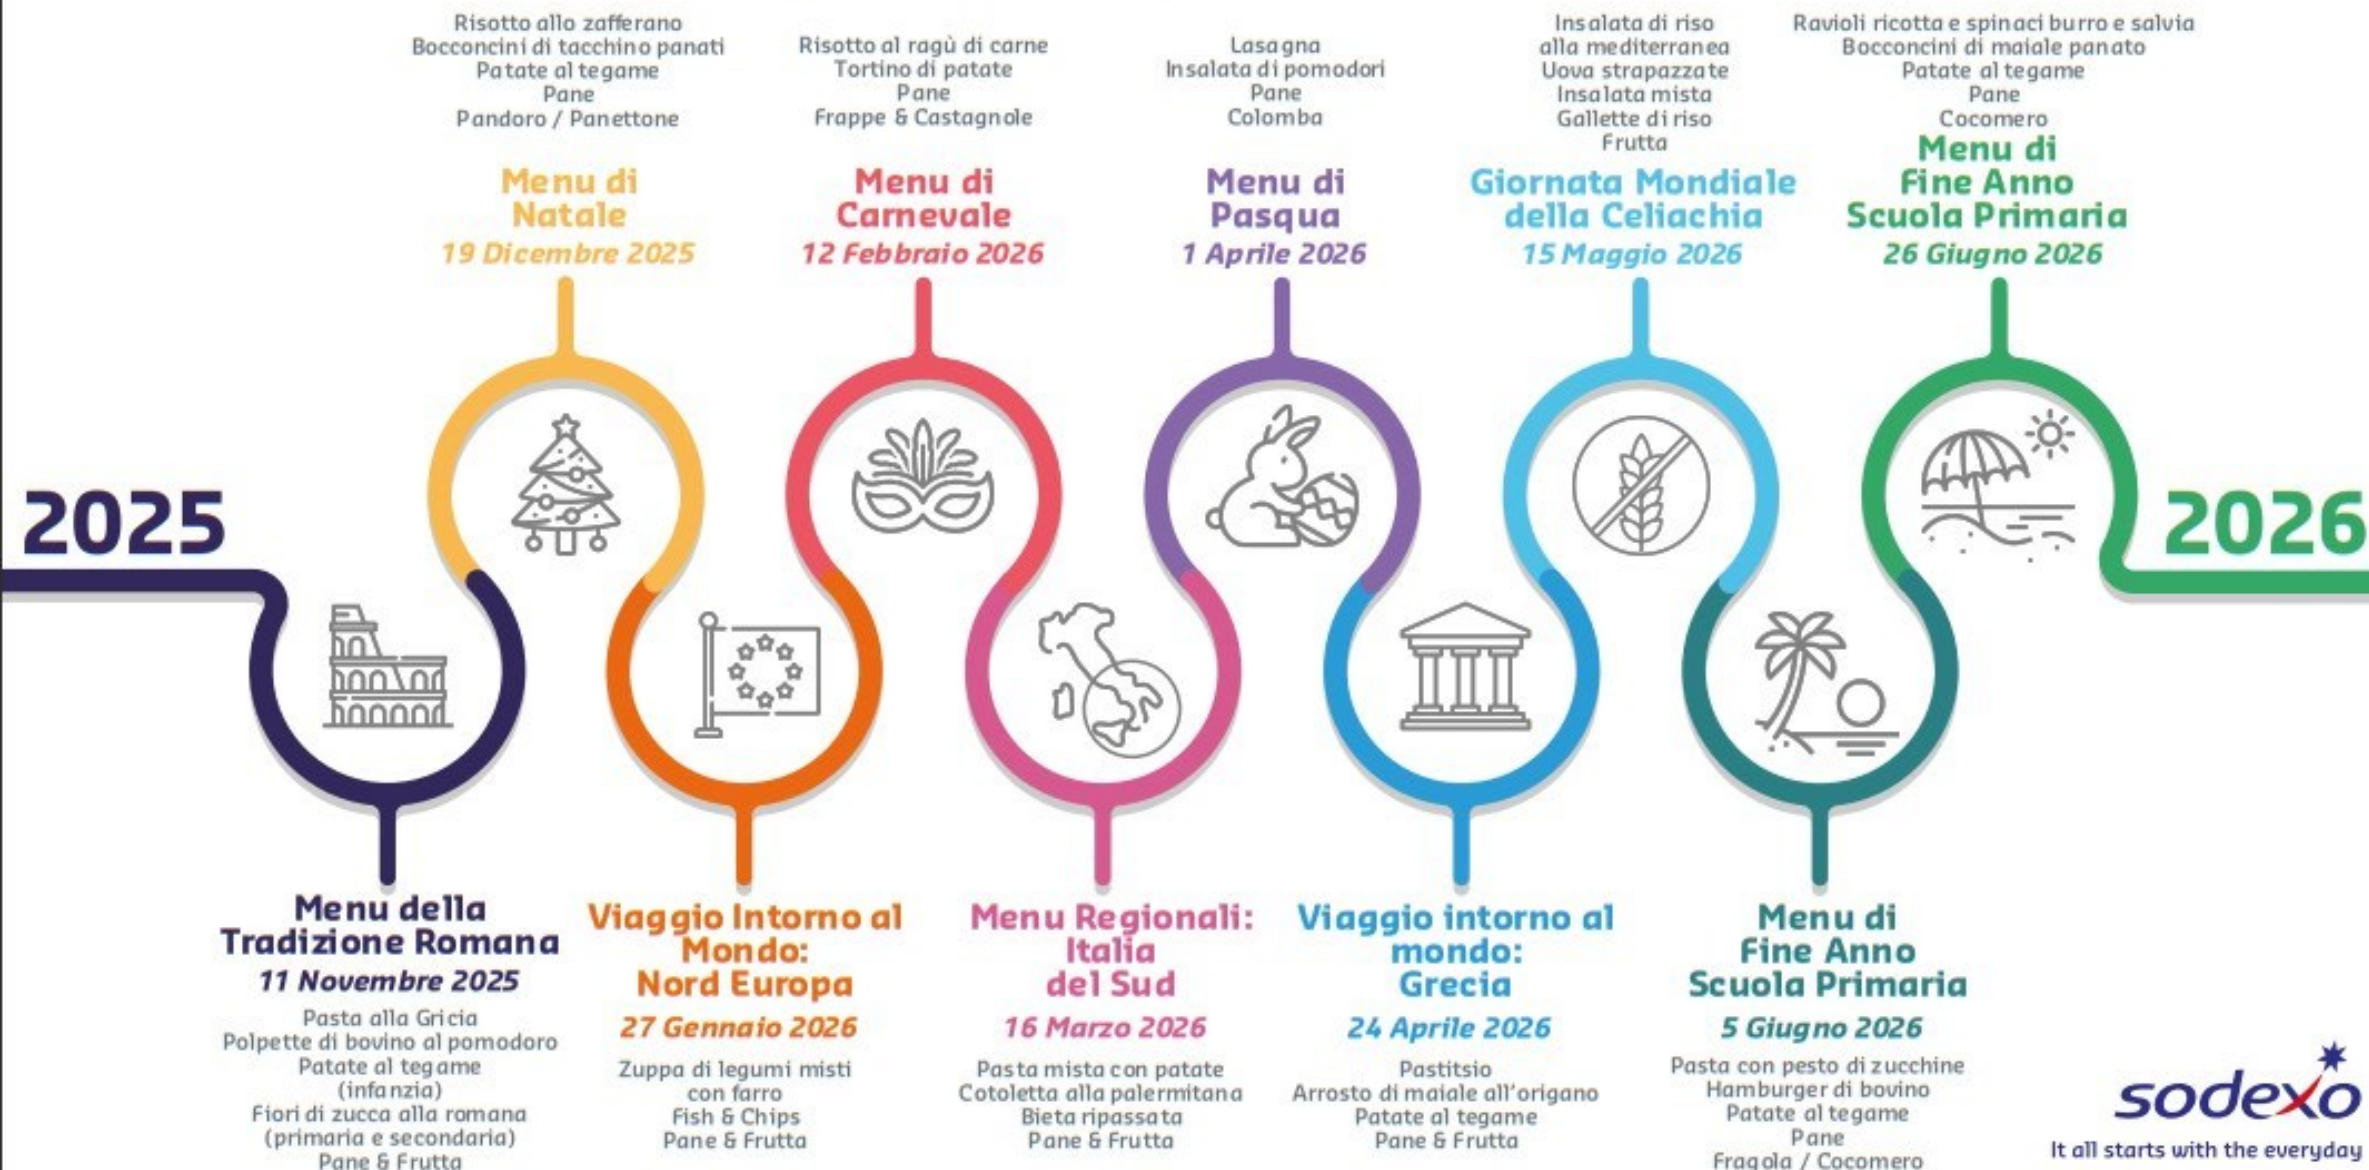 Risotto allo zafferano
Bocconcini di tacchino panati
Patate al tegame
Pane
Pandoro / Panettone
Menu di
Natale
19 Dicembre 2025
Risotto al ragù di carne
Tortino di patate
Pane
Frappe & Castagnole
Menu di
Carnevale
12 Febbraio 2026
Lasagna
Insalata di pomodori
Pane
Colomba
Menu di
Pasqua
1 Aprile 2026
Insalata di riso
alla mediterranea
Uova strapazzate
Insalata mista
Gallette di riso
Frutta
Giornata Mondiale
della Celiachia
15 Maggio 2026
Ravioli ricotta e spinaci burro e salvia
Bocconcini di maiale panato
Patate al tegame
Pane
Cocomero
Menu di
Fine Anno
Scuola Primaria
26 Giugno 2026
2025
2026
Menu della
Tradizione Romana
11 Novembre 2025
Pasta alla Gricia
Polpette di bovino al pomodoro
Patate al tegame
(infanzia)
Fiori di zucca alla romana
(primaria e secondaria)
Pane & Frutta
Viaggio Intorno al
Mondo:
Nord Europa
27 Gennaio 2026
Zuppa di legumi misti
con farro
Fish & Chips
Pane & Frutta
Menu Regionali:
Italia
del Sud
16 Marzo 2026
Pasta mista con patate
Cotoletta alla palermitana
Bieta ripassata
Pane & Frutta
Viaggio intorno al
mondo:
Grecia
24 Aprile 2026
Pastitsio
Arrosto di maiale all'origano
Patate al tegame
Pane & Frutta
Menu di
Fine Anno
Scuola Primaria
5 Giugno 2026
Pasta con pesto di zucchine
Hamburger di bovino
Patate al tegame
Pane
Fragola / Cocomero
sodexo
It all starts with the everyday